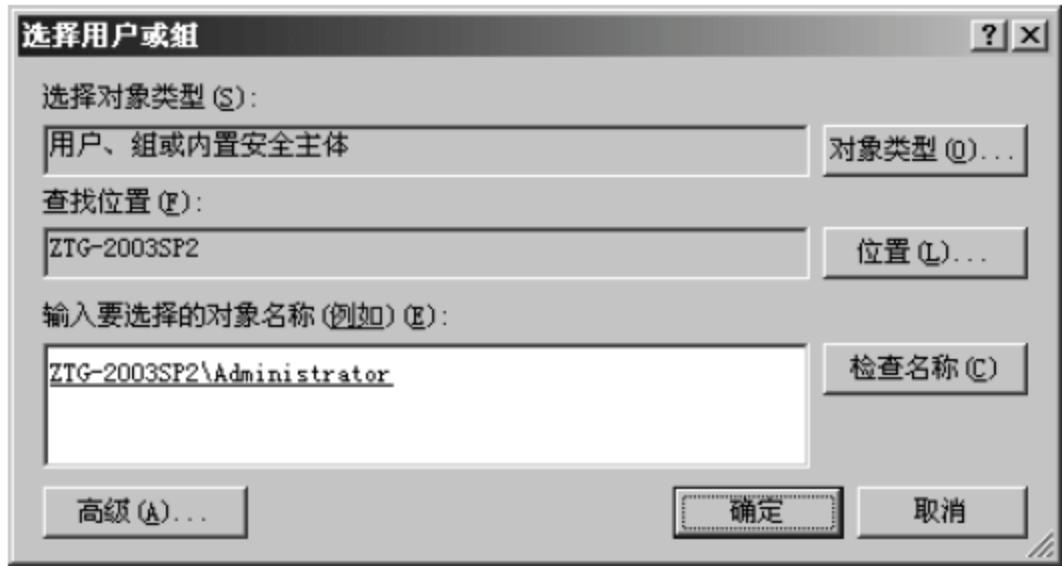 选择用户或组
选择对象类型(S):
用户、组或内置安全主体
对象类型(O)...
查找位置(F):
ZTG-2003SP2
位置(L)...
输入要选择的对象名称(例如)(E):
ZTG-2003SP2\Administrator
检查名称(C)
高级(A)...
确定
取消